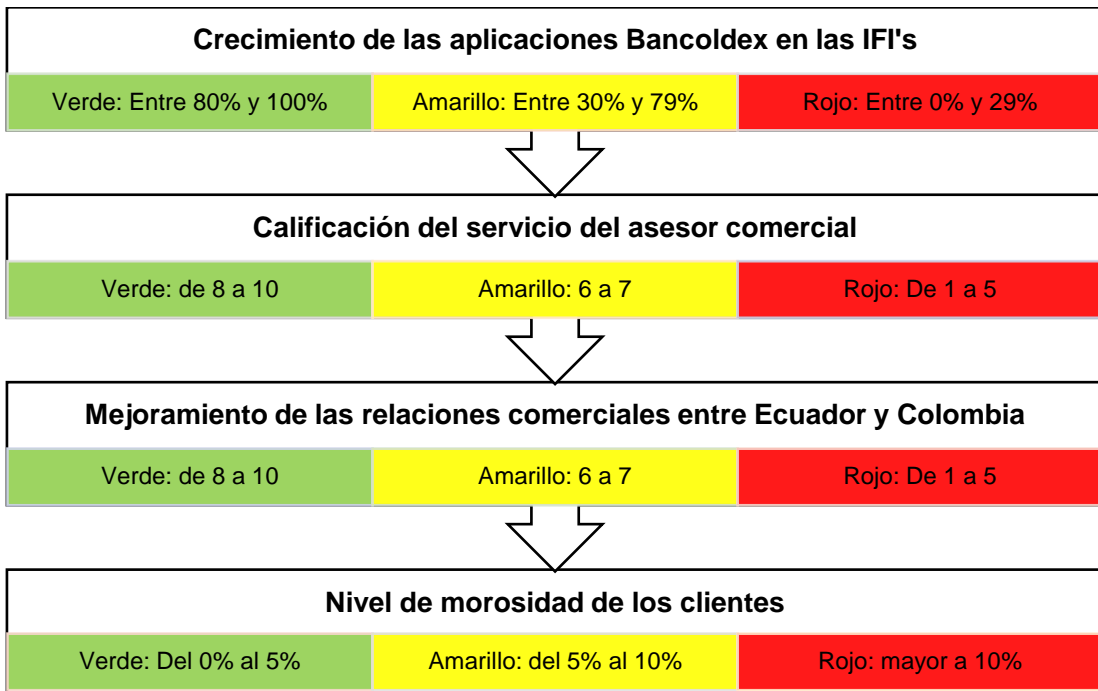 Crecimiento de las aplicaciones Bancoldex en las IFI's
Verde: Entre 80% y 100%
Amarillo: Entre 30% y 79%
Rojo: Entre 0% y 29%
Calificación del servicio del asesor comercial
Verde: de 8 a 10
Amarillo: 6 a 7
Rojo: De 1 a 5
Mejoramiento de las relaciones comerciales entre Ecuador y Colombia
Verde: de 8 a 10
Amarillo: 6 a 7
Rojo: De 1 a 5
Nivel de morosidad de los clientes
Verde: Del 0% al 5%
Amarillo: del 5% al 10%
Rojo: mayor a 10%